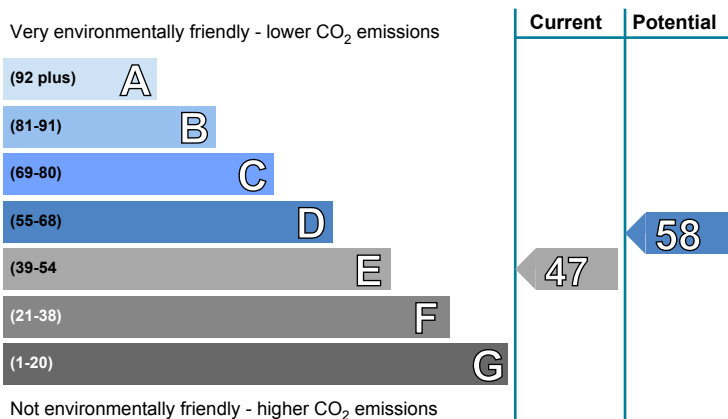 Very environmentally friendly - lower CO2 emissions
Current
Potential
(92 plus) A
(81-91) B
(69-80) C
(55-68) D
58
(39-54 E
47
(21-38) F
(1-20) G
Not environmentally friendly - higher CO2 emissions